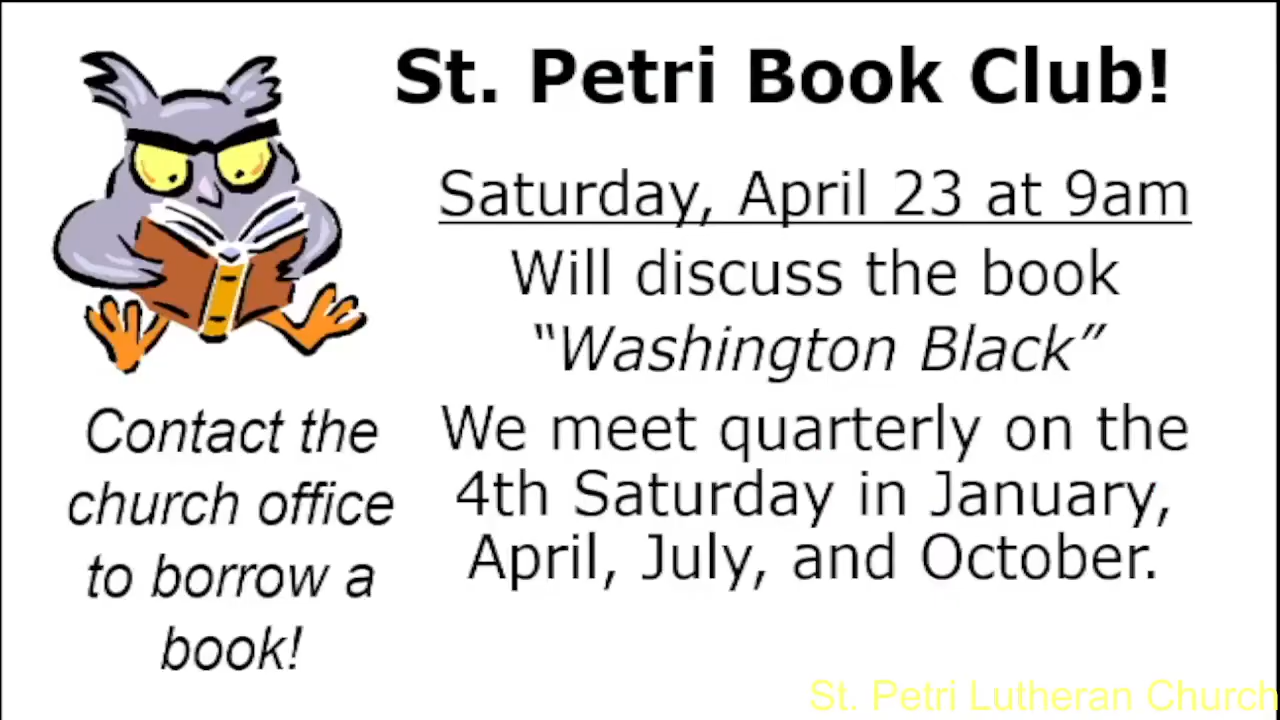 St. Petri Book Club!
Saturday, April 23 at 9am
Will discuss the book
“Washington Black”
We meet quarterly on the
4th Saturday in January,
April, July, and October.
Contact the
church office
to borrow a
book!
St. Petri Lutheran Church